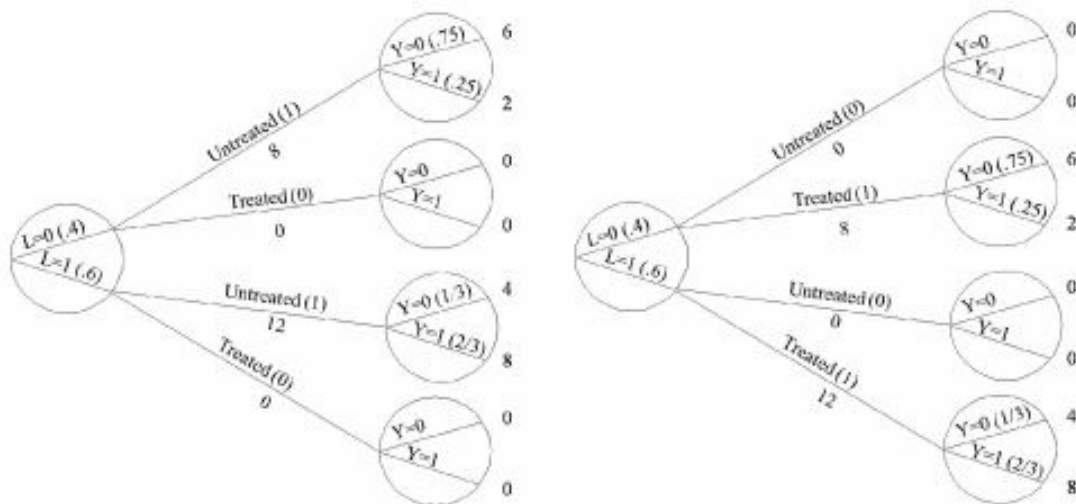 Y=0 (.75)
6
Y=1 (.25)
2
Untreated (1)
8
Y=0
0
Y=1
0
Treated (0)
0
L=0 (.4)
L=1 (.6)
Untreated (1)
12
Y=0 (1/3)
4
Y=1 (2/3)
8
Treated (0)
0
Y=0
0
Y=1
0
Y=0
0
Y=1
0
Untreated (0)
0
Y=0 (.75)
6
Y=1 (.25)
2
Treated (1)
8
L=0 (.4)
L=1 (.6)
Untreated (0)
0
Y=0
0
Y=1
0
Treated (1)
12
Y=0 (1/3)
4
Y=1 (2/3)
8